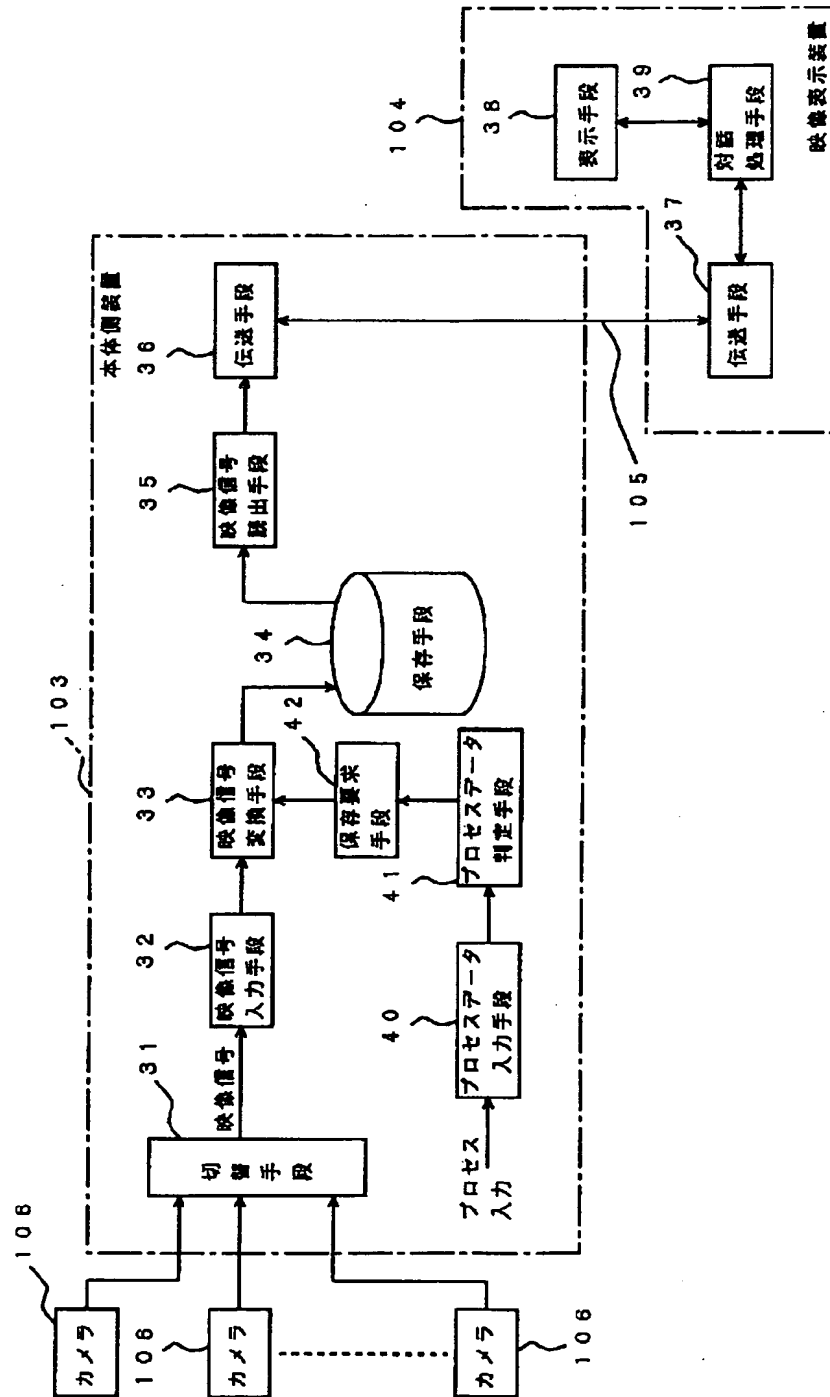 106
カメラ
106
カメラ
106
カメラ
103
本体側装置
31
切替手段
映像信号
32
映像信号
入力手段
33
映像信号
変換手段
34
保存手段
35
映像信号
読出手段
36
伝送手段
プロセス
入力
40
プロセスデータ
入力手段
41
プロセスデータ
判定手段
42
保存要求
手段
105
104
37
伝送手段
38
表示手段
39
対話
処理手段
映像表示装置